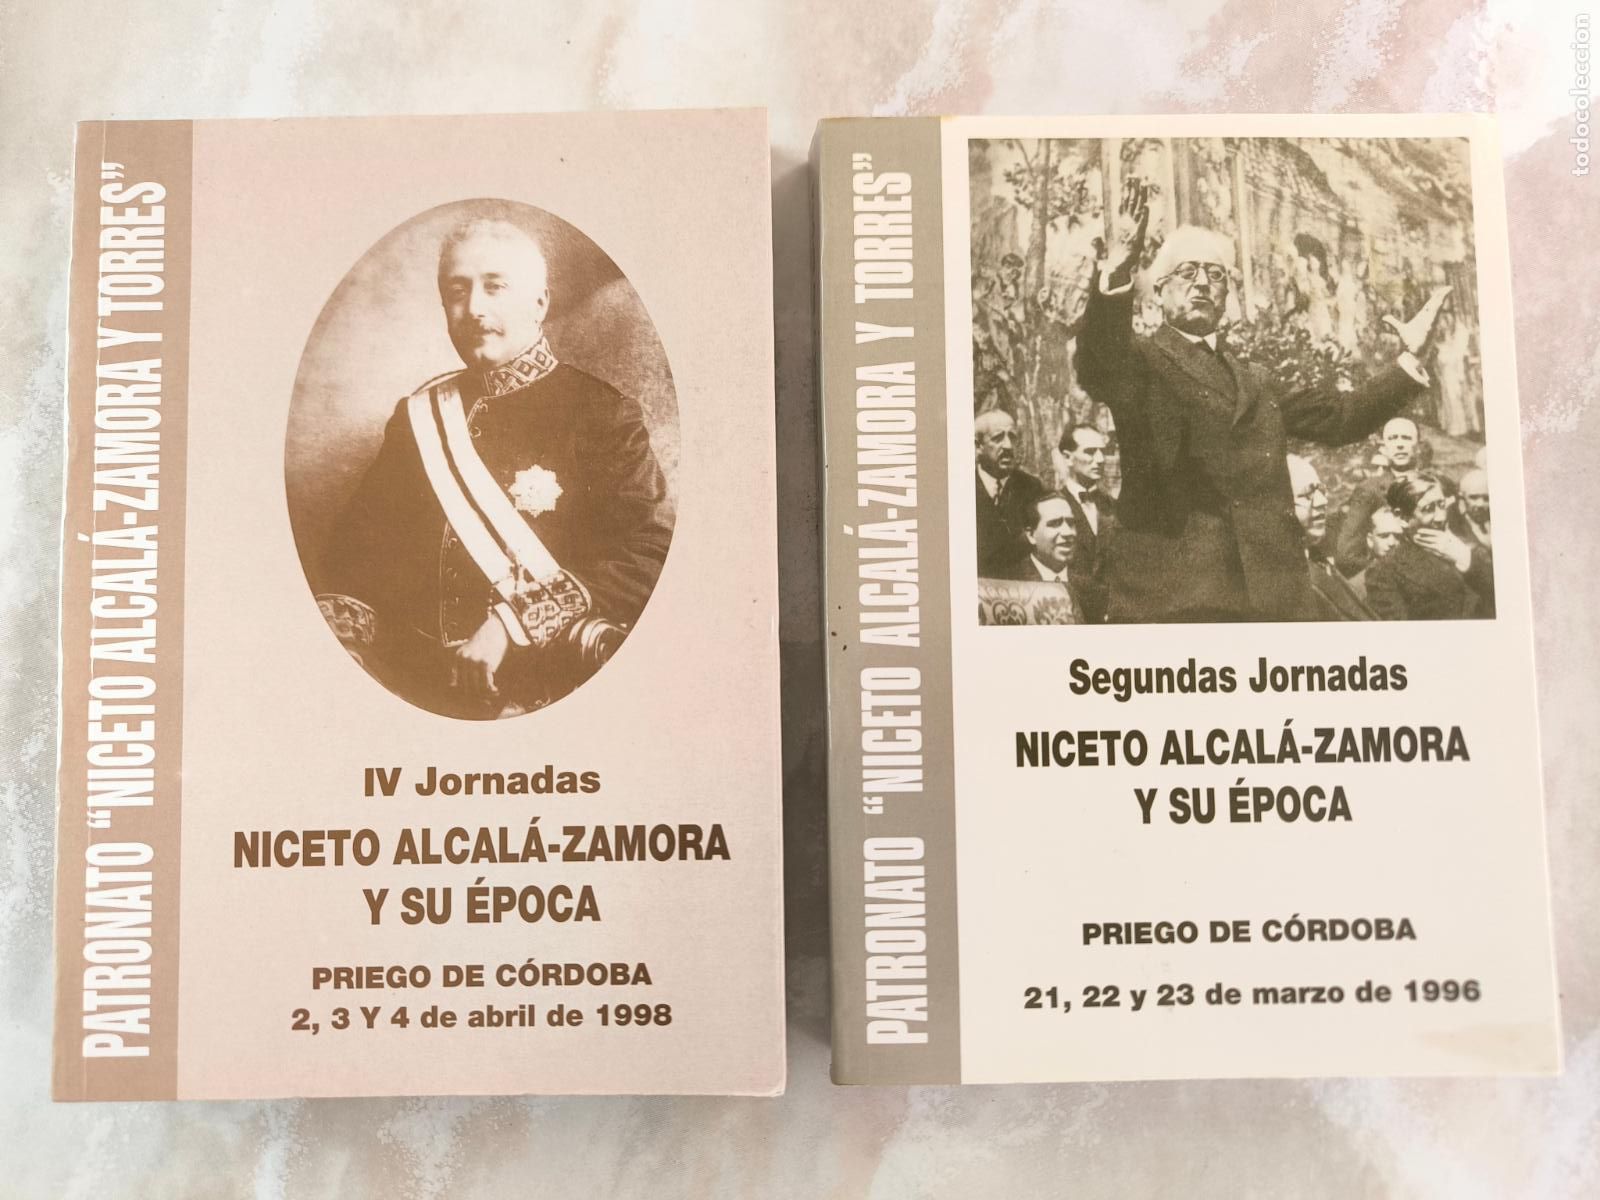 PATRONATO “NICETO ALCALÁ-ZAMORA Y TORRES”
IV Jornadas
NICETO ALCALÁ-ZAMORA
Y SU ÉPOCA
PRIEGO DE CÓRDOBA
2, 3 Y 4 de abril de 1998
PATRONATO “NICETO ALCALÁ-ZAMORA Y TORRES”
Segundas Jornadas
NICETO ALCALÁ-ZAMORA
Y SU ÉPOCA
PRIEGO DE CÓRDOBA
21, 22 y 23 de marzo de 1996
todocoleccion